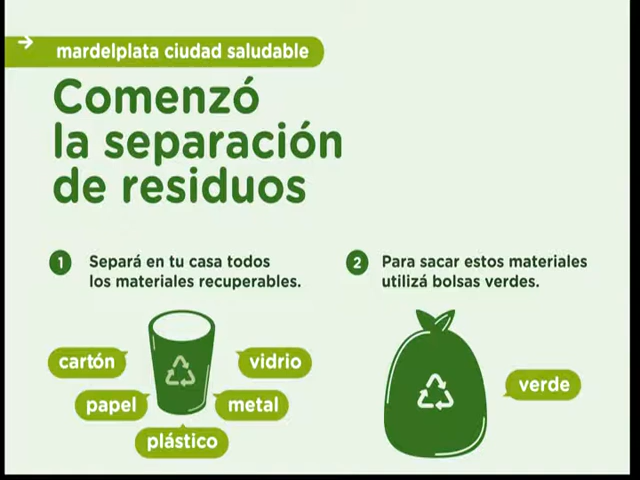 mardelplata ciudad saludable
Comenzó
la separación
de residuos
1 Separá en tu casa todos
los materiales recuperables.
cartón
vidrio
papel
metal
plástico
2 Para sacar estos materiales
utilizá bolsas verdes.
verde